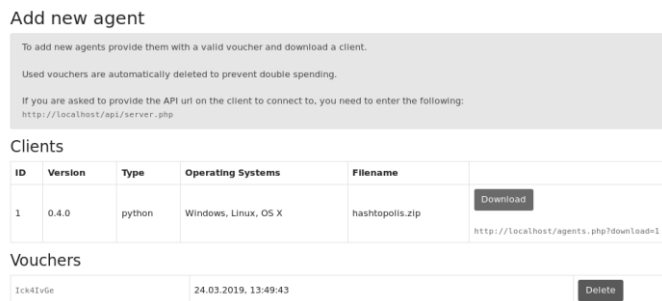 Add new agent
To add new agents provide them with a valid voucher and download a client.
Used vouchers are automatically deleted to prevent double spending.
If you are asked to provide the API url on the client to connect to, you need to enter the following:
http://localhost/api/server.php
Clients
ID Version Type Operating Systems Filename
Download
1 0.4.0 python Windows, Linux, OS X hashtopolis.zip
http://localhost/agents.php?download=1
Vouchers
Ick4IvGe 24.03.2019, 13:49:43 Delete